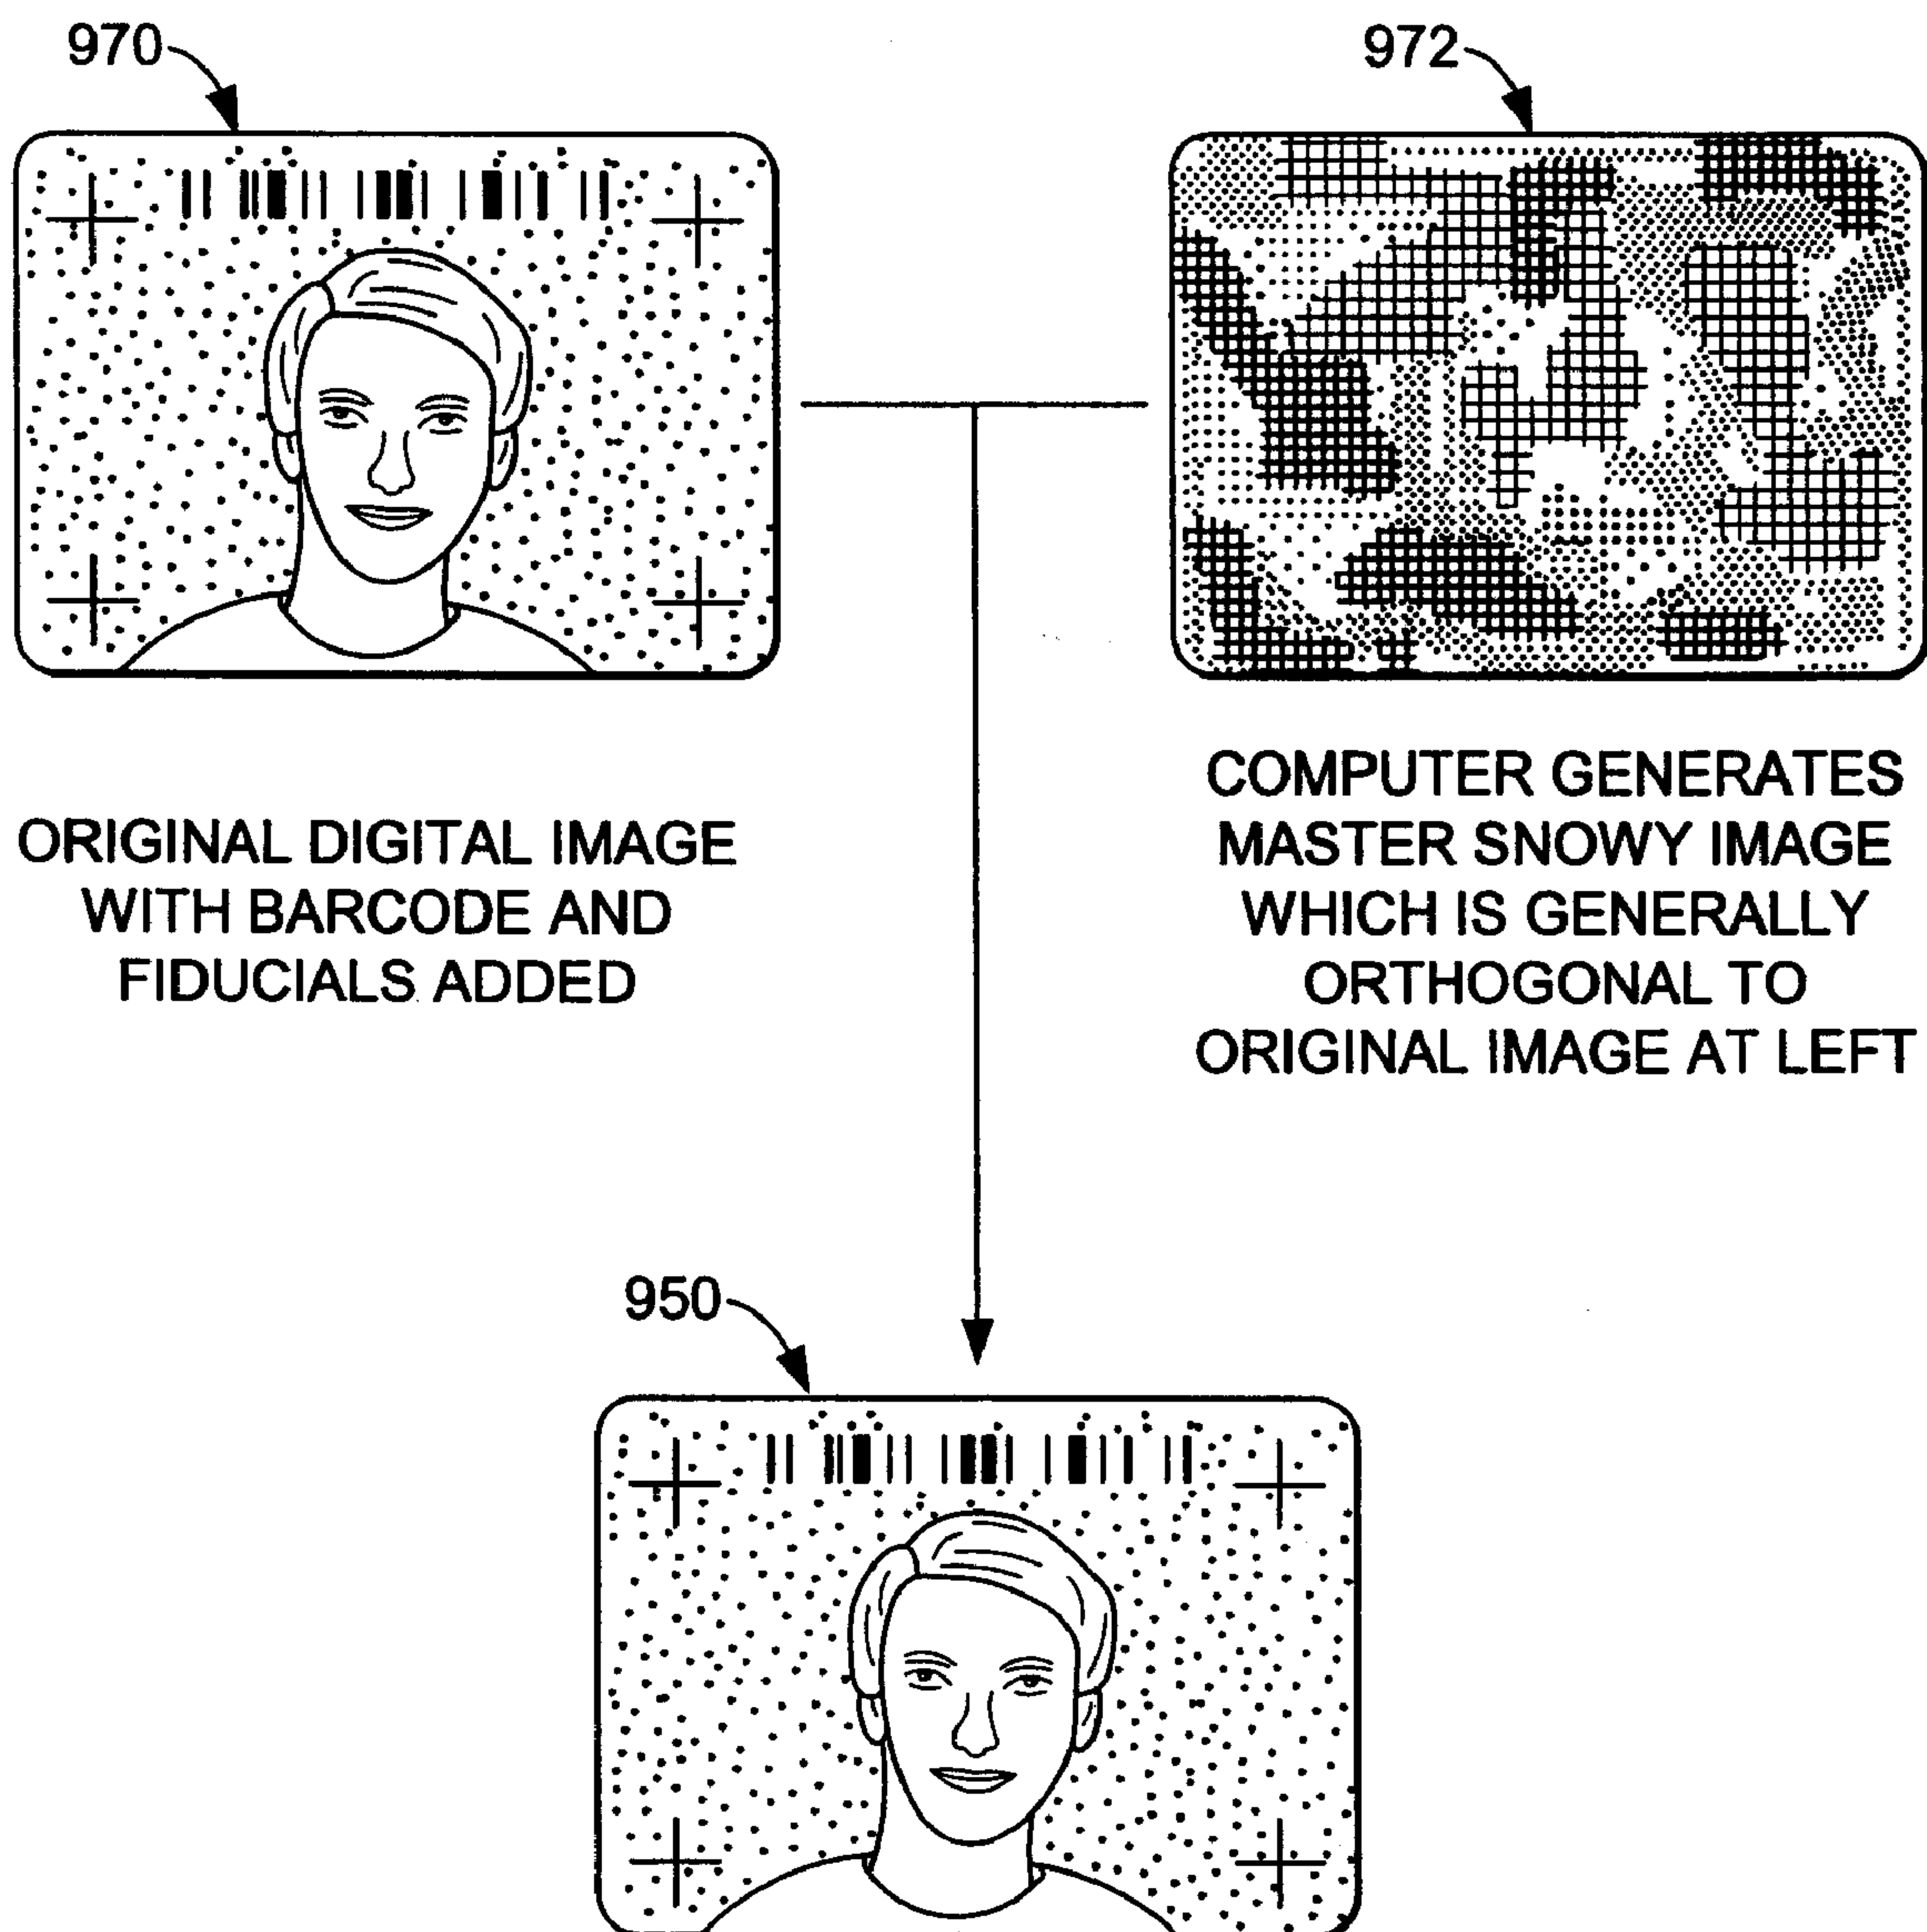 970
972
ORIGINAL DIGITAL IMAGE
WITH BARCODE AND
FIDUCIALS ADDED
COMPUTER GENERATES
MASTER SNOWY IMAGE
WHICH IS GENERALLY
ORTHOGONAL TO
ORIGINAL IMAGE AT LEFT
950